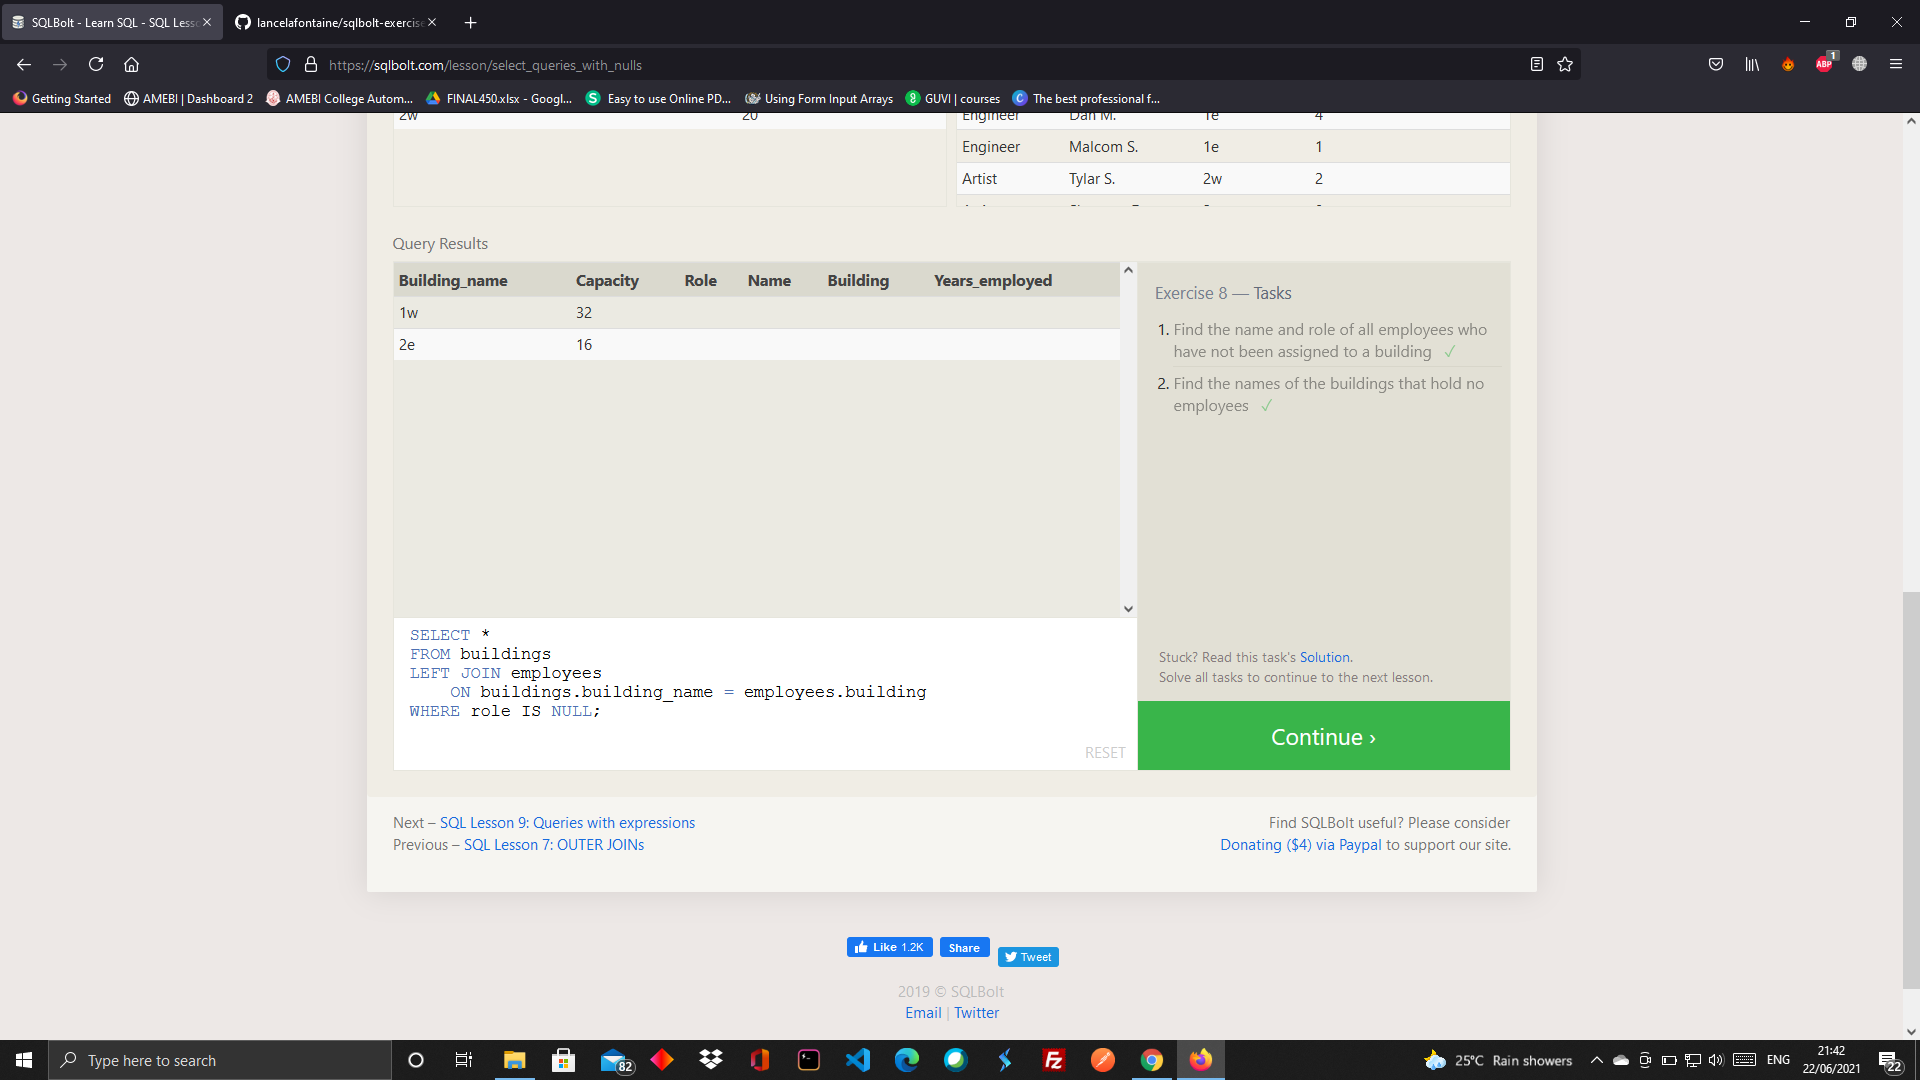 SQLBolt - Learn SQL - SQL Less
lancelafontaine/sqlbolt-exercise
https://sqlbolt.com/lesson/select_queries_with_nulls
ABP
1
Getting Started
AMEBI | Dashboard 2
AMEBI College Autom...
FINAL450.xlsx - Googl...
Easy to use Online PD...
Using Form Input Arrays
GUVI | courses
The best professional f...
2w 20
Engineer Dan M. 1e 4
Engineer Malcom S. 1e 1
Artist Tylar S. 2w 2
Query Results
Building_name Capacity Role Name Building Years_employed
1w 32
2e 16
SELECT *
FROM buildings
LEFT JOIN employees
ON buildings.building_name = employees.building
WHERE role IS NULL;
RESET
Exercise 8 — Tasks
1. Find the name and role of all employees who
have not been assigned to a building ✓
2. Find the names of the buildings that hold no
employees ✓
Stuck? Read this task's Solution.
Solve all tasks to continue to the next lesson.
Continue ›
Next – SQL Lesson 9: Queries with expressions
Previous – SQL Lesson 7: OUTER JOINs
Find SQLBolt useful? Please consider
Donating ($4) via Paypal to support our site.
Like 1.2K
Share
Tweet
2019 © SQLBolt
Email | Twitter
Type here to search
82
Fz
25°C Rain showers
ENG
21:42
22/06/2021
22